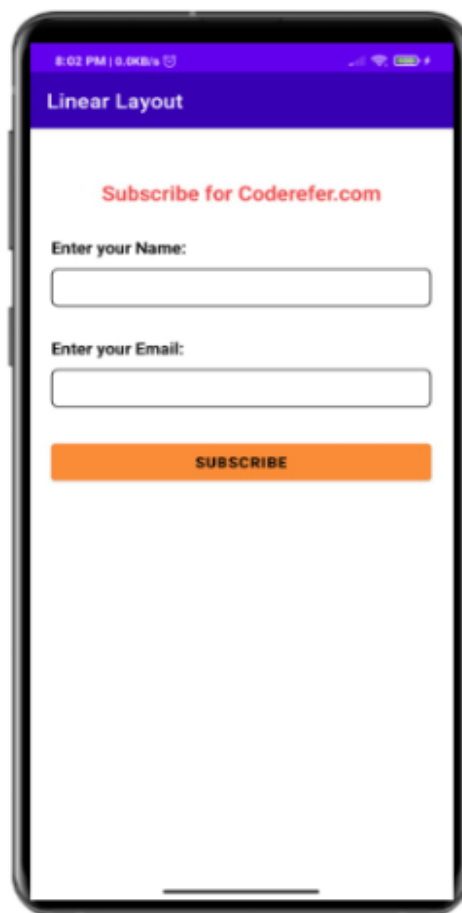 8:02 PM | 0.0KB/s
Linear Layout
Subscribe for Coderefer.com
Enter your Name:
Enter your Email:
SUBSCRIBE